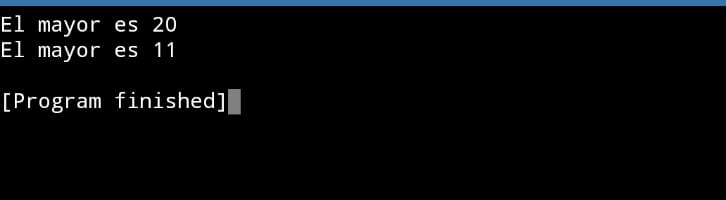 El mayor es 20
El mayor es 11
[Program finished]